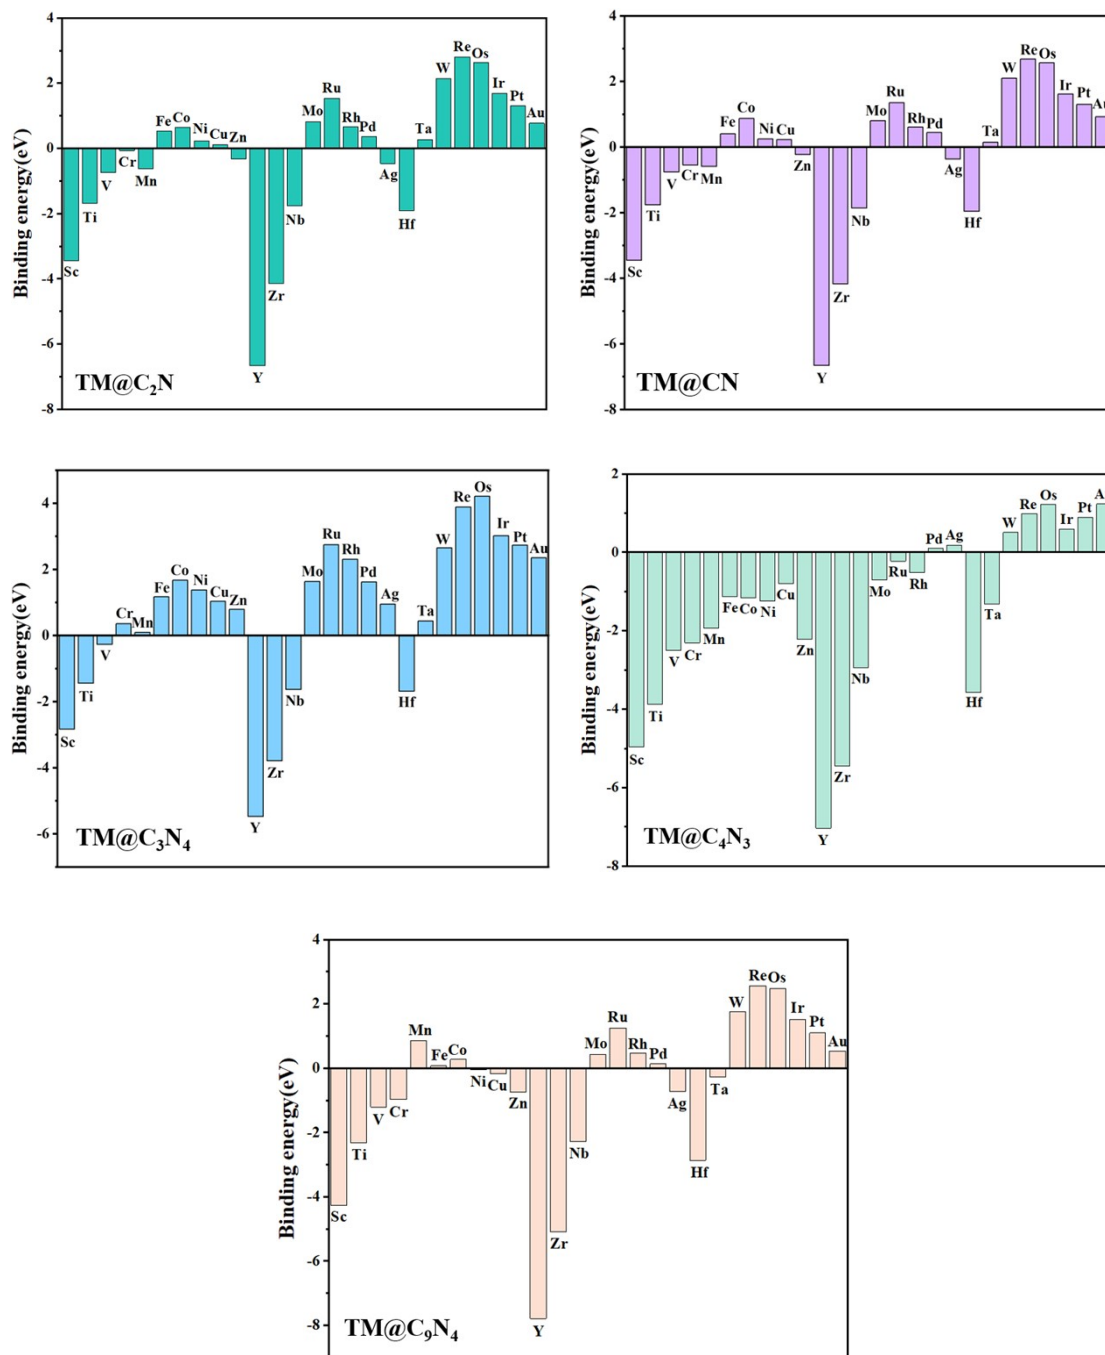 Binding energy(eV)
4
2
0
-2
-4
-6
-8
Sc
Ti
V
Cr
Mn
Fe
Co
Ni
Cu
Zn
Y
Zr
Nb
Mo
Ru
Rh
Pd
Ag
Hf
Ta
W
Re
Os
Ir
Pt
Au
TM@C₂N
Binding energy(eV)
4
2
0
-2
-4
-6
-8
Sc
Ti
V
Cr
Mn
Fe
Co
Ni
Cu
Zn
Y
Zr
Nb
Mo
Ru
Rh
Pd
Ag
Hf
Ta
W
Re
Os
Ir
Pt
Au
TM@CN
Binding energy(eV)
4
2
0
-2
-4
-6
Sc
Ti
V
Cr
Mn
Fe
Co
Ni
Cu
Zn
Y
Zr
Nb
Mo
Ru
Rh
Pd
Ag
Hf
Ta
W
Re
Os
Ir
Pt
Au
TM@C₃N₄
Binding energy(eV)
2
0
-2
-4
-6
-8
Sc
Ti
V
Cr
Mn
Fe
Co
Ni
Cu
Zn
Y
Zr
Nb
Mo
Ru
Rh
Pd
Ag
Hf
Ta
W
Re
Os
Ir
Pt
TM@C₄N₃
Binding energy(eV)
4
2
0
-2
-4
-6
-8
Sc
Ti
V
Cr
Mn
Fe
Co
Ni
Cu
Zn
Y
Zr
Nb
Mo
Ru
Rh
Pd
Ag
Hf
Ta
W
Re
Os
Ir
Pt
Au
TM@C₉N₄